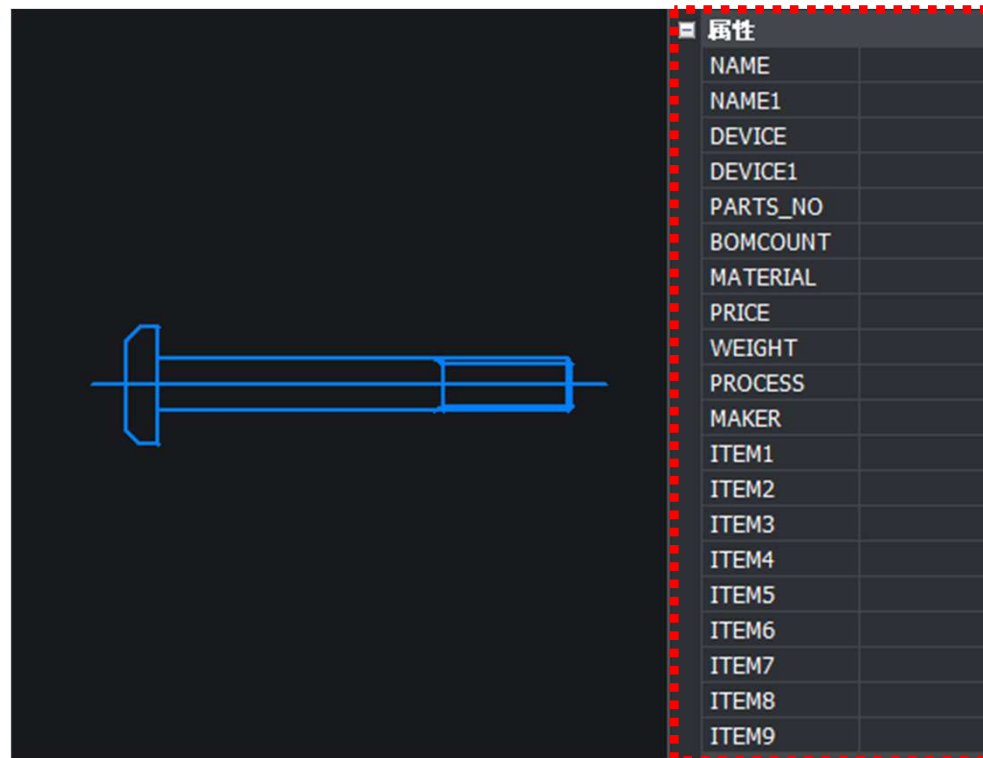 属性
NAME
NAME1
DEVICE
DEVICE1
PARTS_NO
BOMCOUNT
MATERIAL
PRICE
WEIGHT
PROCESS
MAKER
ITEM1
ITEM2
ITEM3
ITEM4
ITEM5
ITEM6
ITEM7
ITEM8
ITEM9